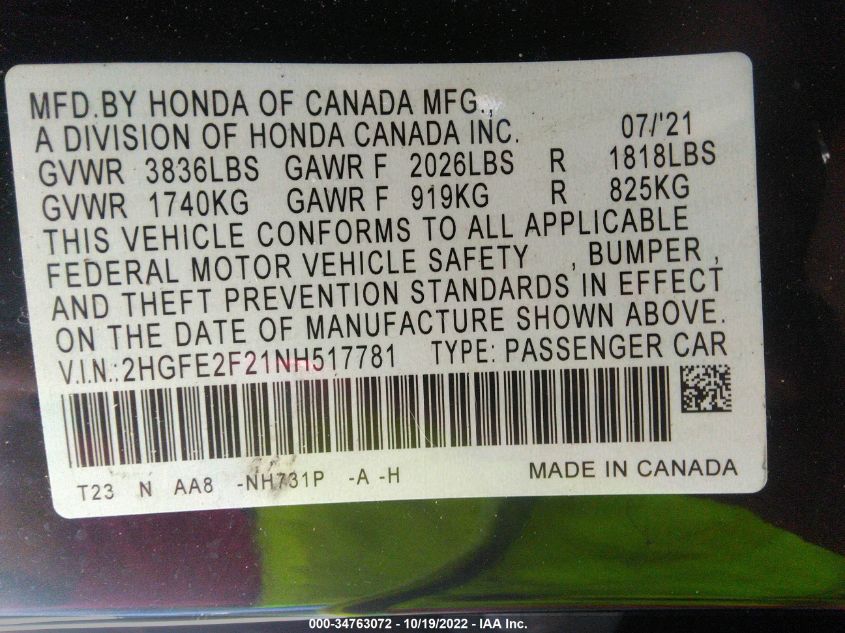 MFD.BY HONDA OF CANADA MFG.,
A DIVISION OF HONDA CANADA INC. 07/'21
GVWR 3836LBS GAWR F 2026LBS R 1818LBS
GVWR 1740KG GAWR F 919KG R 825KG
THIS VEHICLE CONFORMS TO ALL APPLICABLE
FEDERAL MOTOR VEHICLE SAFETY , BUMPER ,
AND THEFT PREVENTION STANDARDS IN EFFECT
ON THE DATE OF MANUFACTURE SHOWN ABOVE.
V.I.N.:2HGFE2F21NH517781 TYPE: PASSENGER CAR
T23 N AA8 -NH731P -A -H MADE IN CANADA
000-34763072 - 10/19/2022 - IAA Inc.